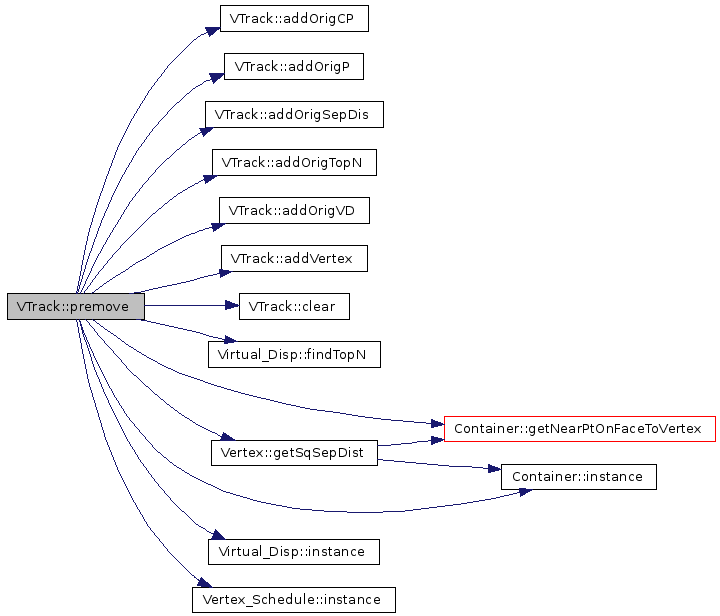 VTrack::addOrigCP
VTrack::addOrigP
VTrack::addOrigSepDis
VTrack::addOrigTopN
VTrack::addOrigVD
VTrack::addVertex
VTrack::premove
VTrack::clear
Virtual_Disp::findTopN
Container::getNearPtOnFaceToVertex
Vertex::getSqSepDist
Container::instance
Virtual_Disp::instance
Vertex_Schedule::instance